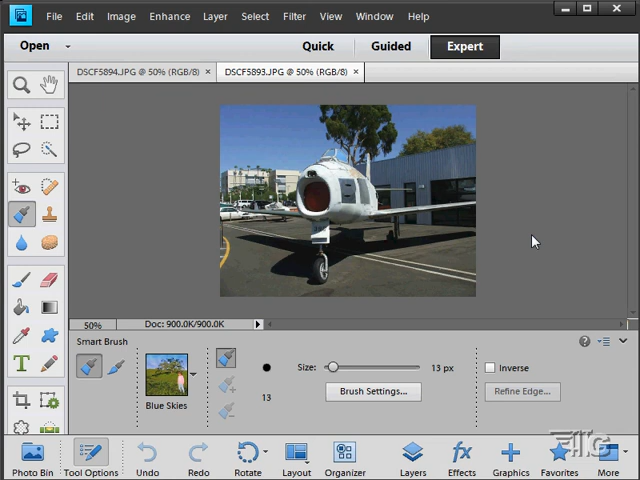 File Edit Image Enhance Layer Select Filter View Window Help
Open Quick Guided Expert
DSCF5894.JPG @ 50% (RGB/8) × DSCF5893.JPG @ 50% (RGB/8) ×
50% Doc: 900.0K/900.0K
Smart Brush
Size: 13 px Inverse
13 Brush Settings... Refine Edge...
Blue Skies
Photo Bin Tool Options Undo Redo Rotate Layout Organizer Layers Effects Graphics Favorites More